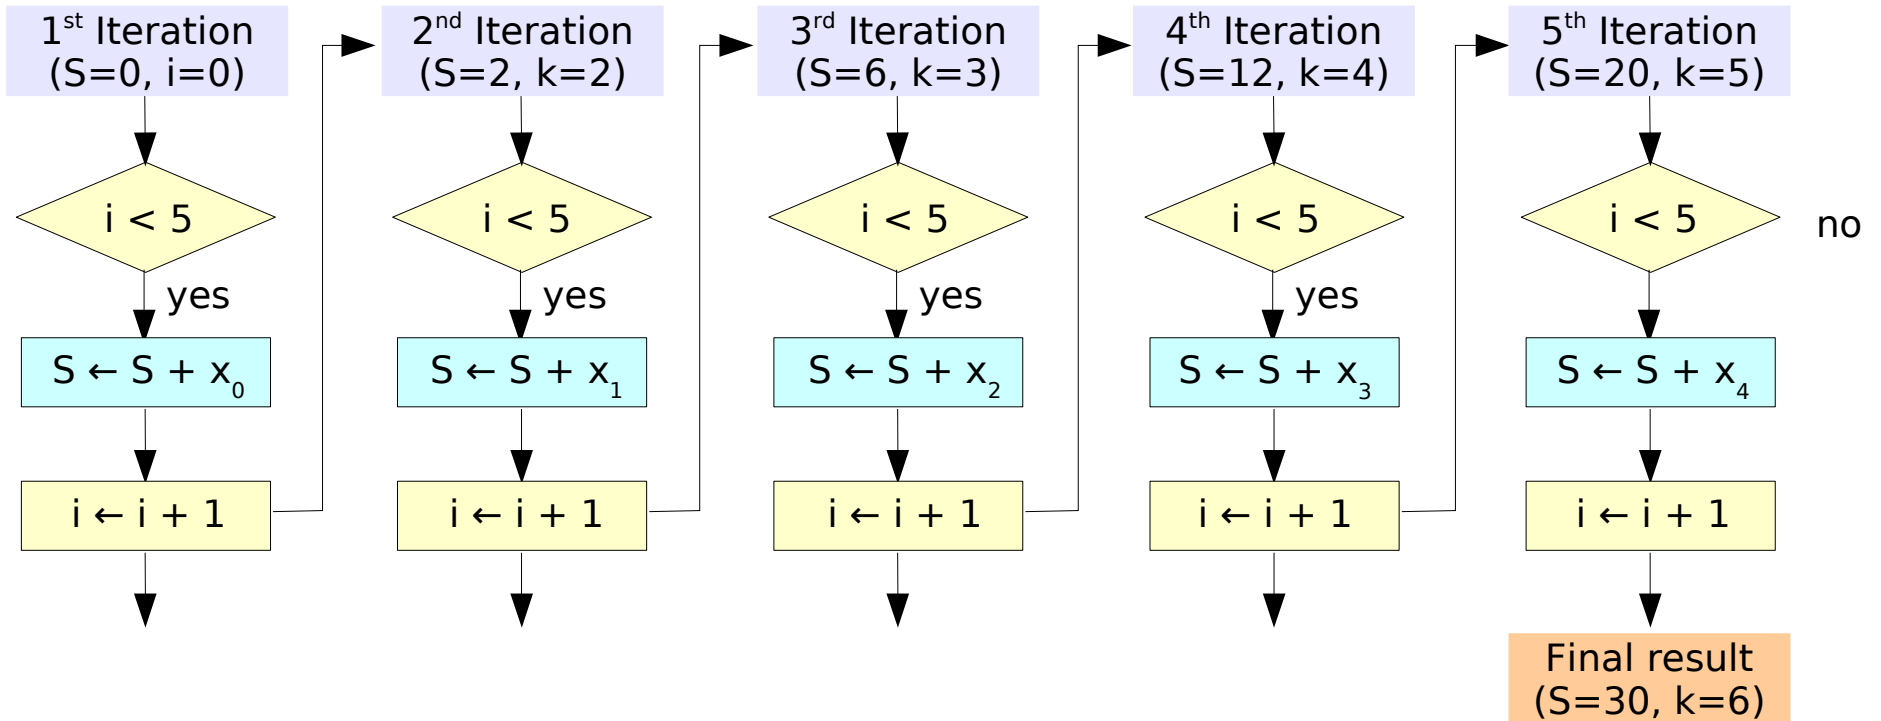 1st Iteration
(S=0, i=0)
i < 5
yes
S ← S + x0
i ← i + 1
2nd Iteration
(S=2, k=2)
i < 5
yes
S ← S + x1
i ← i + 1
3rd Iteration
(S=6, k=3)
i < 5
yes
S ← S + x2
i ← i + 1
4th Iteration
(S=12, k=4)
i < 5
yes
S ← S + x3
i ← i + 1
5th Iteration
(S=20, k=5)
i < 5
no
S ← S + x4
i ← i + 1
Final result
(S=30, k=6)